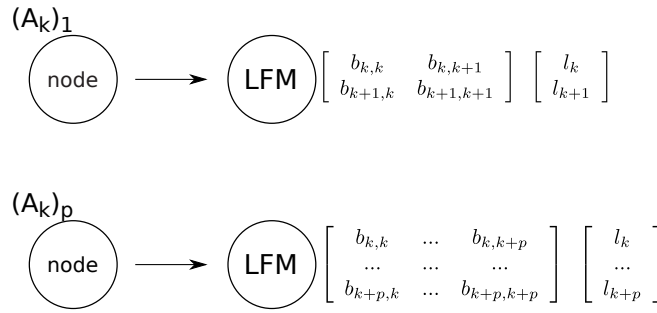 (A_k)_1
node LFM [ b_{k,k} b_{k,k+1} ] [ l_k ]
[ b_{k+1,k} b_{k+1,k+1} ] [ l_{k+1} ]
(A_k)_p
node LFM
[ b_{k,k} ... b_{k,k+p} ] [ l_k ]
[ ... ... ... ] [ ... ]
[ b_{k+p,k} ... b_{k+p,k+p} ] [ l_{k+p} ]